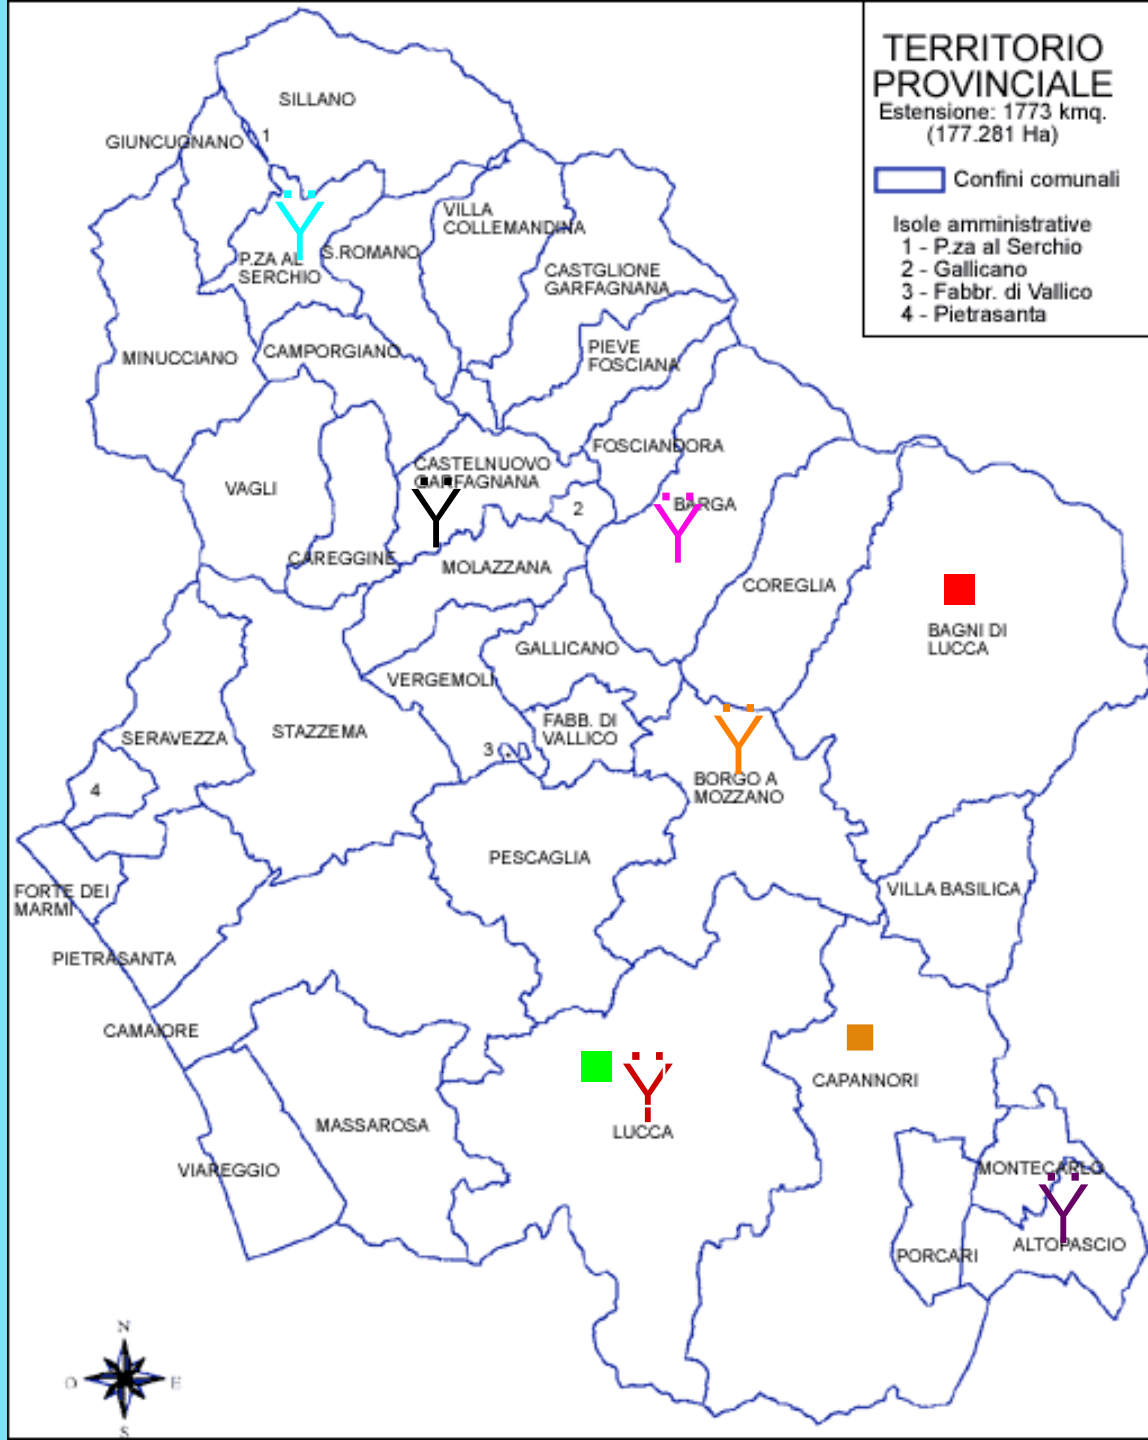 TERRITORIO
PROVINCIALE
Estensione: 1773 kmq.
(177.281 Ha)
Confini comunali
Isole amministrative
1 - P.za al Serchio
2 - Gallicano
3 - Fabbr. di Vallico
4 - Pietrasanta
SILLANO
GIUNCUGNANO
1
VILLA
COLLEMANDINA
P.ZA AL
SERCHIO
S.ROMANO
CASTGLIONE
GARFAGNANA
MINUCCIANO
CAMPORGIANO
PIEVE
FOSCIANA
FOSCIANDORA
CASTELNUOVO
GARFAGNANA
VAGLI
2
BARGA
CAREGGINE
MOLAZZANA
COREGLIA
BAGNI DI
LUCCA
GALLICANO
VERGEMOLI
SERAVEZZA
STAZZEMA
FABB. DI
VALLICO
3
4
BORGO A
MOZZANO
PESCAGLIA
FORTE DEI
MARMI
VILLA BASILICA
PIETRASANTA
CAMAIORE
CAPANNORI
MASSAROSA
LUCCA
VIAREGGIO
MONTECARLO
PORCARI
ALTOPASCIO
N
O
E
S
Ÿ
Ÿ
Ÿ
Ÿ
Ÿ
Ÿ